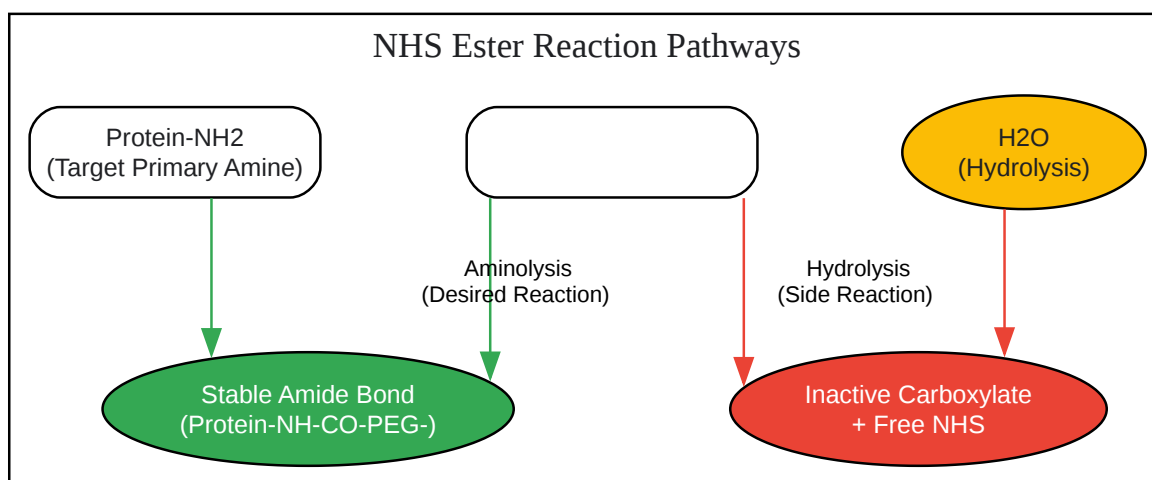 NHS Ester Reaction Pathways
Protein-NH2
(Target Primary Amine)
H2O
(Hydrolysis)
Aminolysis
(Desired Reaction)
Hydrolysis
(Side Reaction)
Stable Amide Bond
(Protein-NH-CO-PEG-)
Inactive Carboxylate
+ Free NHS